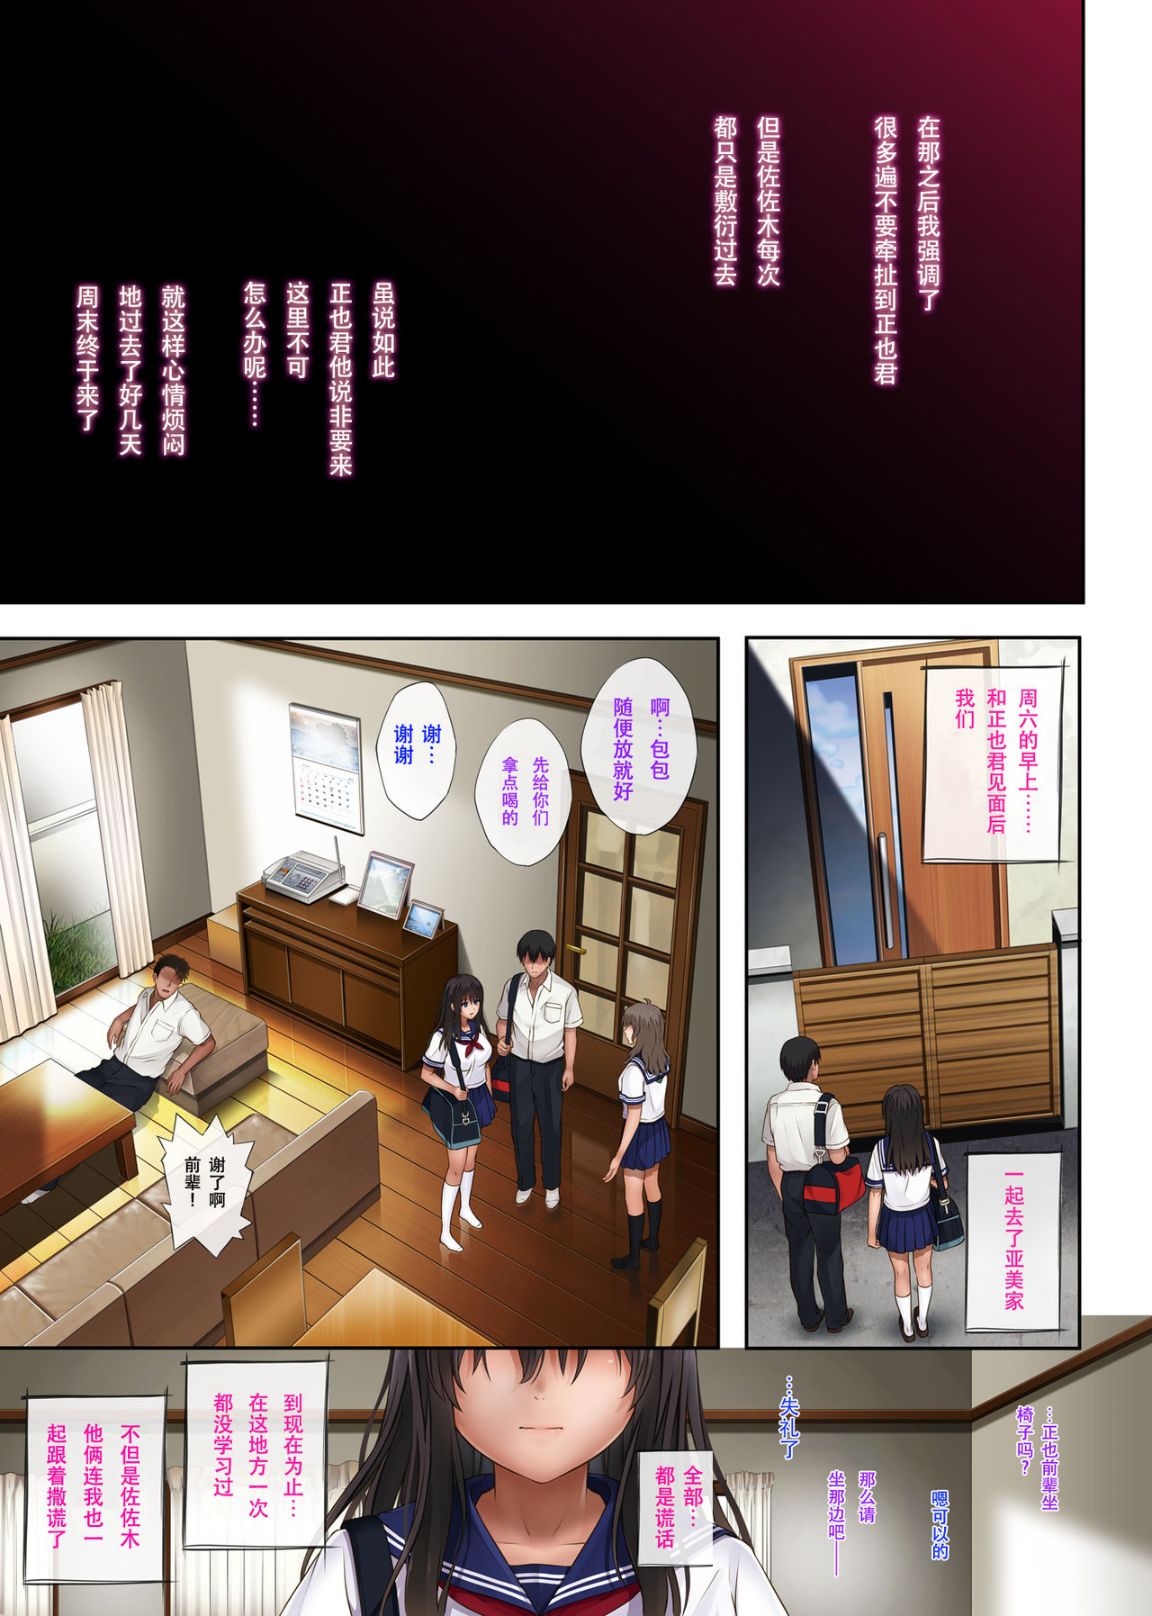 在那之后我强调了
很多遍不要牵扯到正也君
但是佐佐木每次
都只是敷衍过去
虽说如此
正也君他说非要来
这里不可
怎么办呢……
就这样心情烦闷
地过去了好几天
周末终于来了
周六的早上……
和正也君见面后
我们
一起去了亚美家
啊…包包
随便放就好
先给你们
拿点喝的
谢…
谢谢
谢了啊
前辈！
…正也前辈坐
椅子吗？
嗯可以的
那么请
坐那边吧——
…失礼了
全部…
都是谎话
到现在为止…
在这地方一次
都没学习过
不但是佐佐木
他俩连我也一
起跟着撒谎了